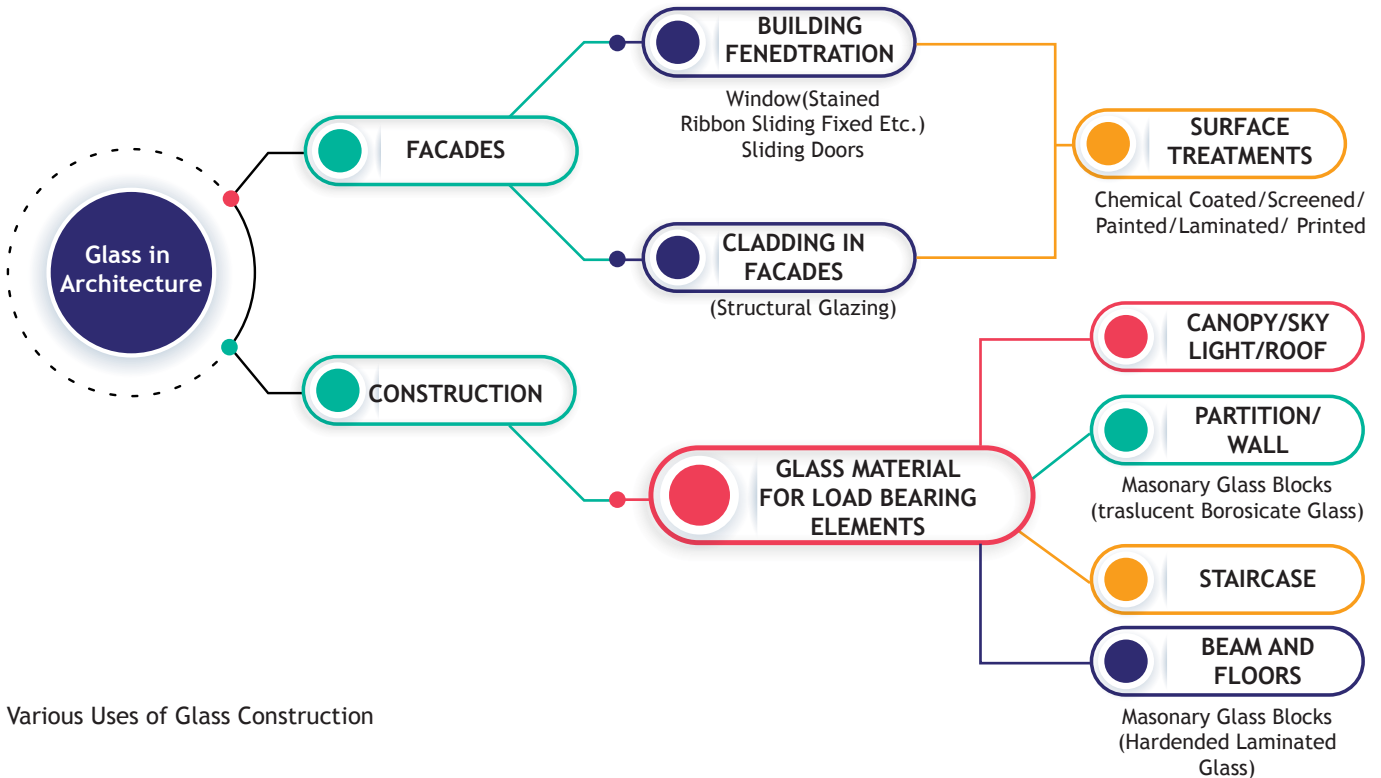 Glass in
Architecture
FACADES
BUILDING
FENEDTRATION
Window(Stained
Ribbon Sliding Fixed Etc.)
Sliding Doors
CLADDING IN
FACADES
(Structural Glazing)
SURFACE
TREATMENTS
Chemical Coated/Screened/
Painted/Laminated/ Printed
CONSTRUCTION
GLASS MATERIAL
FOR LOAD BEARING
ELEMENTS
CANOPY/SKY
LIGHT/ROOF
PARTITION/
WALL
Masonary Glass Blocks
(traslucent Borosicate Glass)
STAIRCASE
BEAM AND
FLOORS
Masonary Glass Blocks
(Hardended Laminated
Glass)
Various Uses of Glass Construction